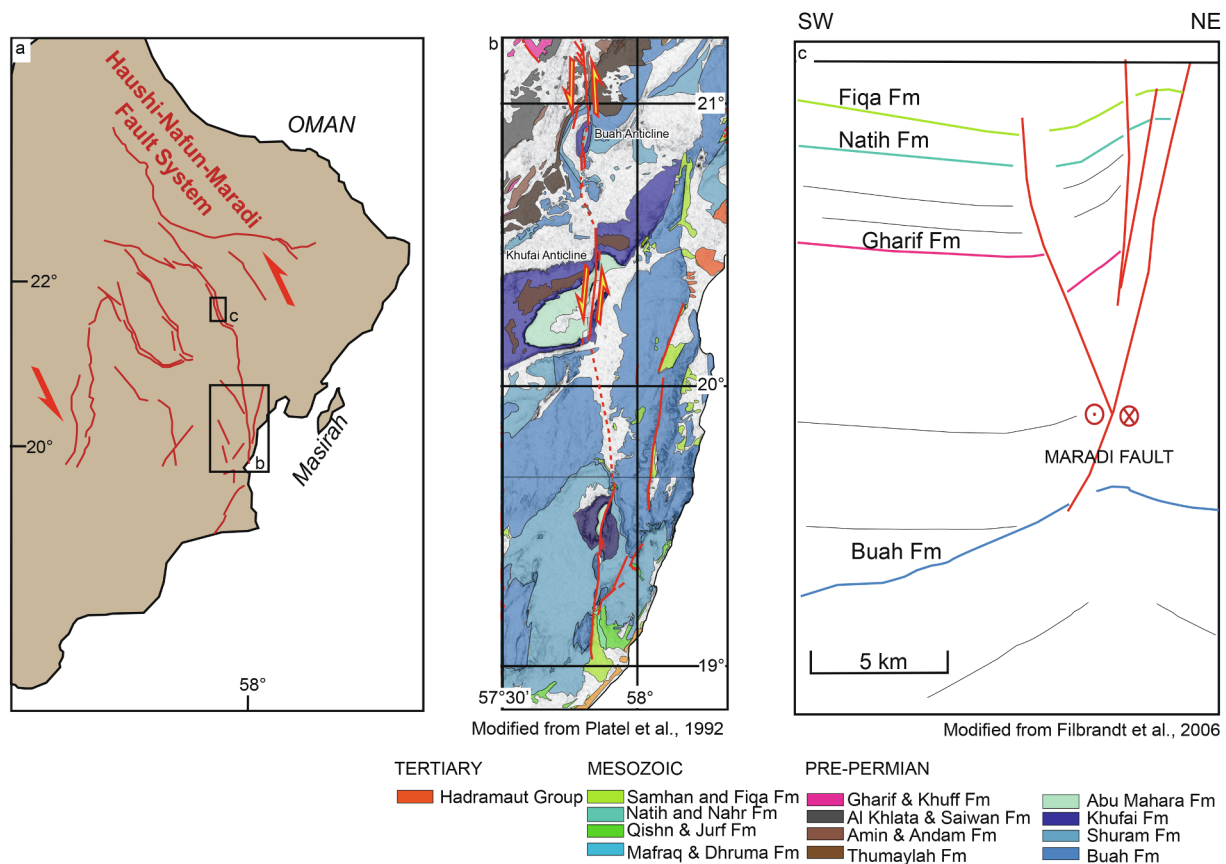 a
Haushi-Nafun-Maradi
Fault System
OMAN
22°
c
20°
b
Masirah
58°
b
21°
Buah Anticline
Khufai Anticline
20°
19°
57°30'
58°
Modified from Platel et al., 1992
SW
NE
c
Fiqa Fm
Natih Fm
Gharif Fm
MARADI FAULT
Buah Fm
5 km
Modified from Filbrandt et al., 2006
TERTIARY
Hadramaut Group
MESOZOIC
Samhan and Fiqa Fm
Natih and Nahr Fm
Qishn & Jurf Fm
Mafraq & Dhruma Fm
PRE-PERMIAN
Gharif & Khuff Fm
Al Khlata & Saiwan Fm
Amin & Andam Fm
Thumaylah Fm
Abu Mahara Fm
Khufai Fm
Shuram Fm
Buah Fm